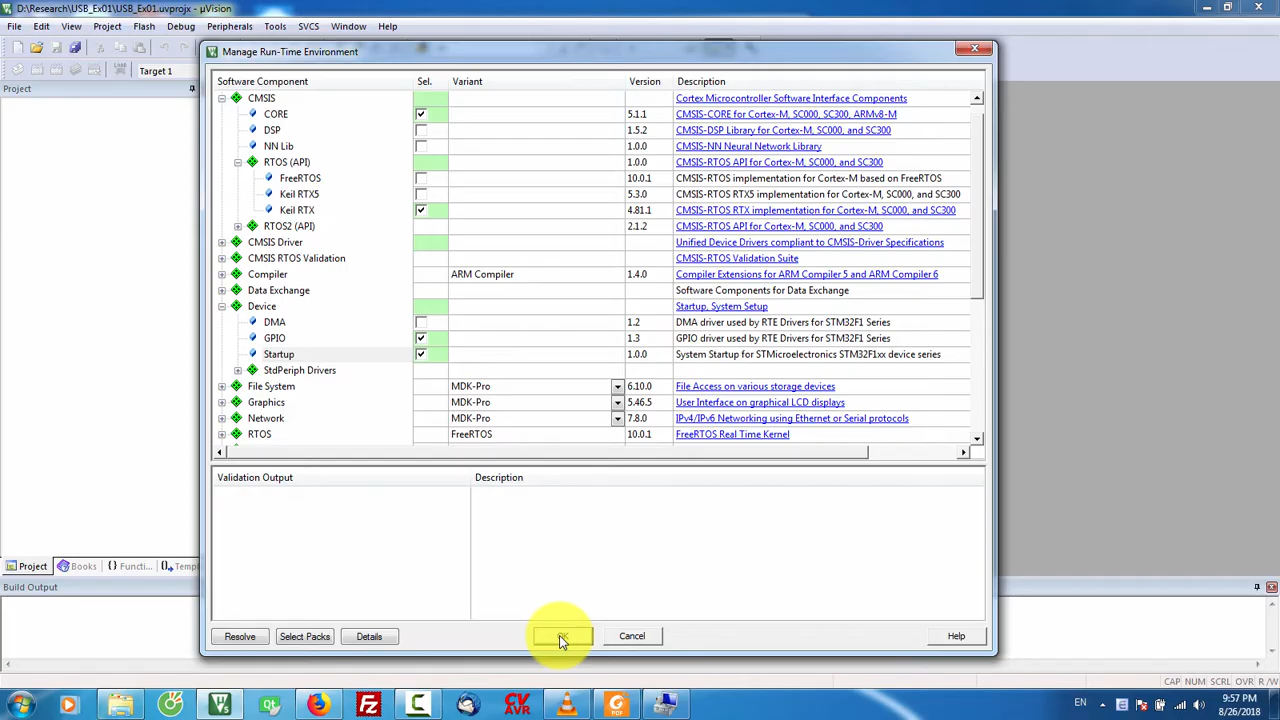 D:\Research\USB_Ex01\USB_Ex01.uvprojx - µVision
File Edit View Project Flash Debug Peripherals Tools SVCS Window Help
Manage Run-Time Environment
Target 1
Project
Software Component Sel. Variant Version Description
CMSIS Cortex Microcontroller Software Interface Components
CORE 5.1.1 CMSIS-CORE for Cortex-M, SC000, SC300, ARMv8-M
DSP 1.5.2 CMSIS-DSP Library for Cortex-M, SC000, and SC300
NN Lib 1.0.0 CMSIS-NN Neural Network Library
RTOS (API) 1.0.0 CMSIS-RTOS API for Cortex-M, SC000, and SC300
FreeRTOS 10.0.1 CMSIS-RTOS implementation for Cortex-M based on FreeRTOS
Keil RTX5 5.3.0 CMSIS-RTOS RTX5 implementation for Cortex-M, SC000, and SC300
Keil RTX 4.81.1 CMSIS-RTOS RTX implementation for Cortex-M, SC000, and SC300
RTOS2 (API) 2.1.2 CMSIS-RTOS API for Cortex-M, SC000, and SC300
CMSIS Driver Unified Device Drivers compliant to CMSIS-Driver Specifications
CMSIS RTOS Validation CMSIS-RTOS Validation Suite
Compiler ARM Compiler 1.4.0 Compiler Extensions for ARM Compiler 5 and ARM Compiler 6
Data Exchange Software Components for Data Exchange
Device Startup, System Setup
DMA 1.2 DMA driver used by RTE Drivers for STM32F1 Series
GPIO 1.3 GPIO driver used by RTE Drivers for STM32F1 Series
Startup 1.0.0 System Startup for STMicroelectronics STM32F1xx device series
StdPeriph Drivers
File System MDK-Pro 6.10.0 File Access on various storage devices
Graphics MDK-Pro 5.46.5 User Interface on graphical LCD displays
Network MDK-Pro 7.8.0 IPv4/IPv6 Networking using Ethernet or Serial protocols
RTOS FreeRTOS 10.0.1 FreeRTOS Real Time Kernel
Validation Output Description
Project Books {} Functi... Temp
Build Output
Resolve Select Packs Details OK Cancel Help
CAP NUM SCRL OVR R /W
CV AVR
PDF
EN
9:57 PM
8/26/2018